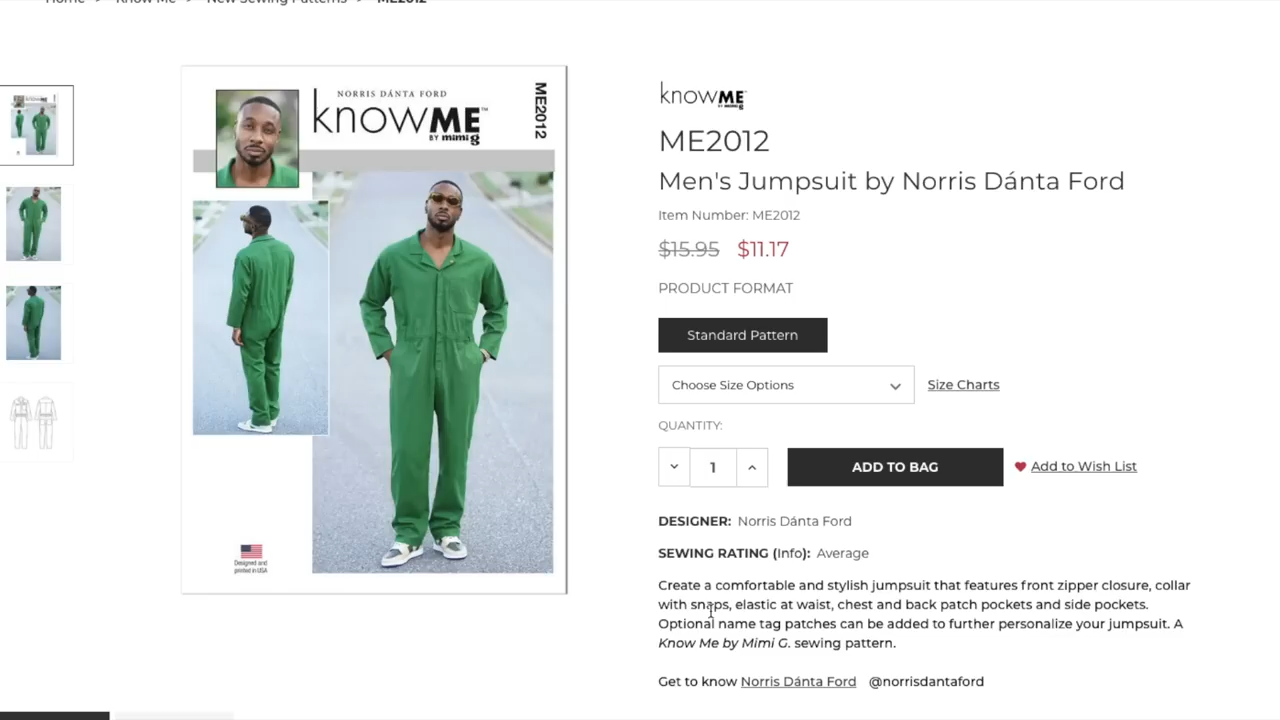 Home > Know Me > New Sewing Patterns > ME2012
NORRIS DÁNTA FORD
knowME™
BY mimi g
ME2012
Designed and
printed in USA
knowME
BY mimi g
ME2012
Men's Jumpsuit by Norris Dánta Ford
Item Number: ME2012
$15.95 $11.17
PRODUCT FORMAT
Standard Pattern
Choose Size Options
Size Charts
QUANTITY:
1
ADD TO BAG
Add to Wish List
DESIGNER: Norris Dánta Ford
SEWING RATING (Info): Average
Create a comfortable and stylish jumpsuit that features front zipper closure, collar
with snaps, elastic at waist, chest and back patch pockets and side pockets.
Optional name tag patches can be added to further personalize your jumpsuit. A
Know Me by Mimi G. sewing pattern.
Get to know Norris Dánta Ford @norrisdantaford